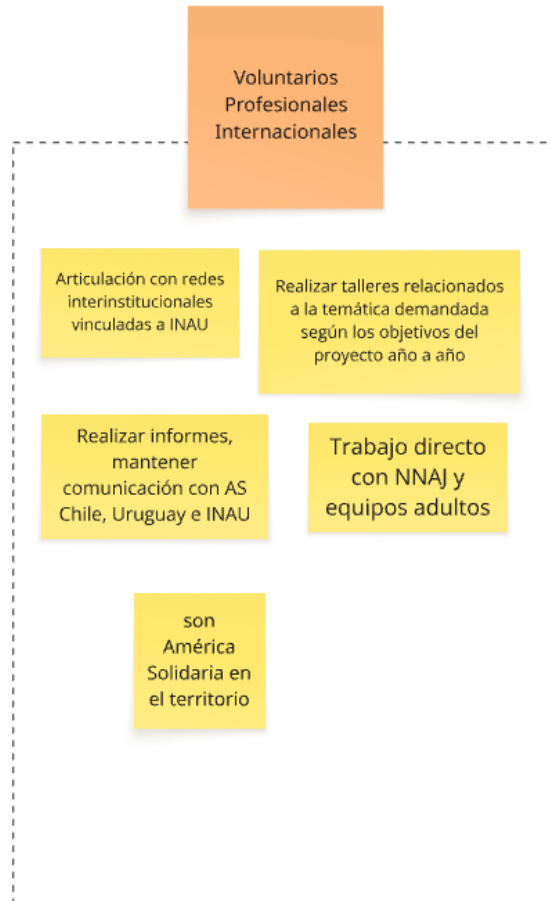 Voluntarios
Profesionales
Internacionales
Articulación con redes
interinstitucionales
vinculadas a INAU
Realizar talleres relacionados
a la temática demandada
según los objetivos del
proyecto año a año
Realizar informes,
mantener
comunicación con AS
Chile, Uruguay e INAU
Trabajo directo
con NNAJ y
equipos adultos
son
América
Solidaria en
el territorio